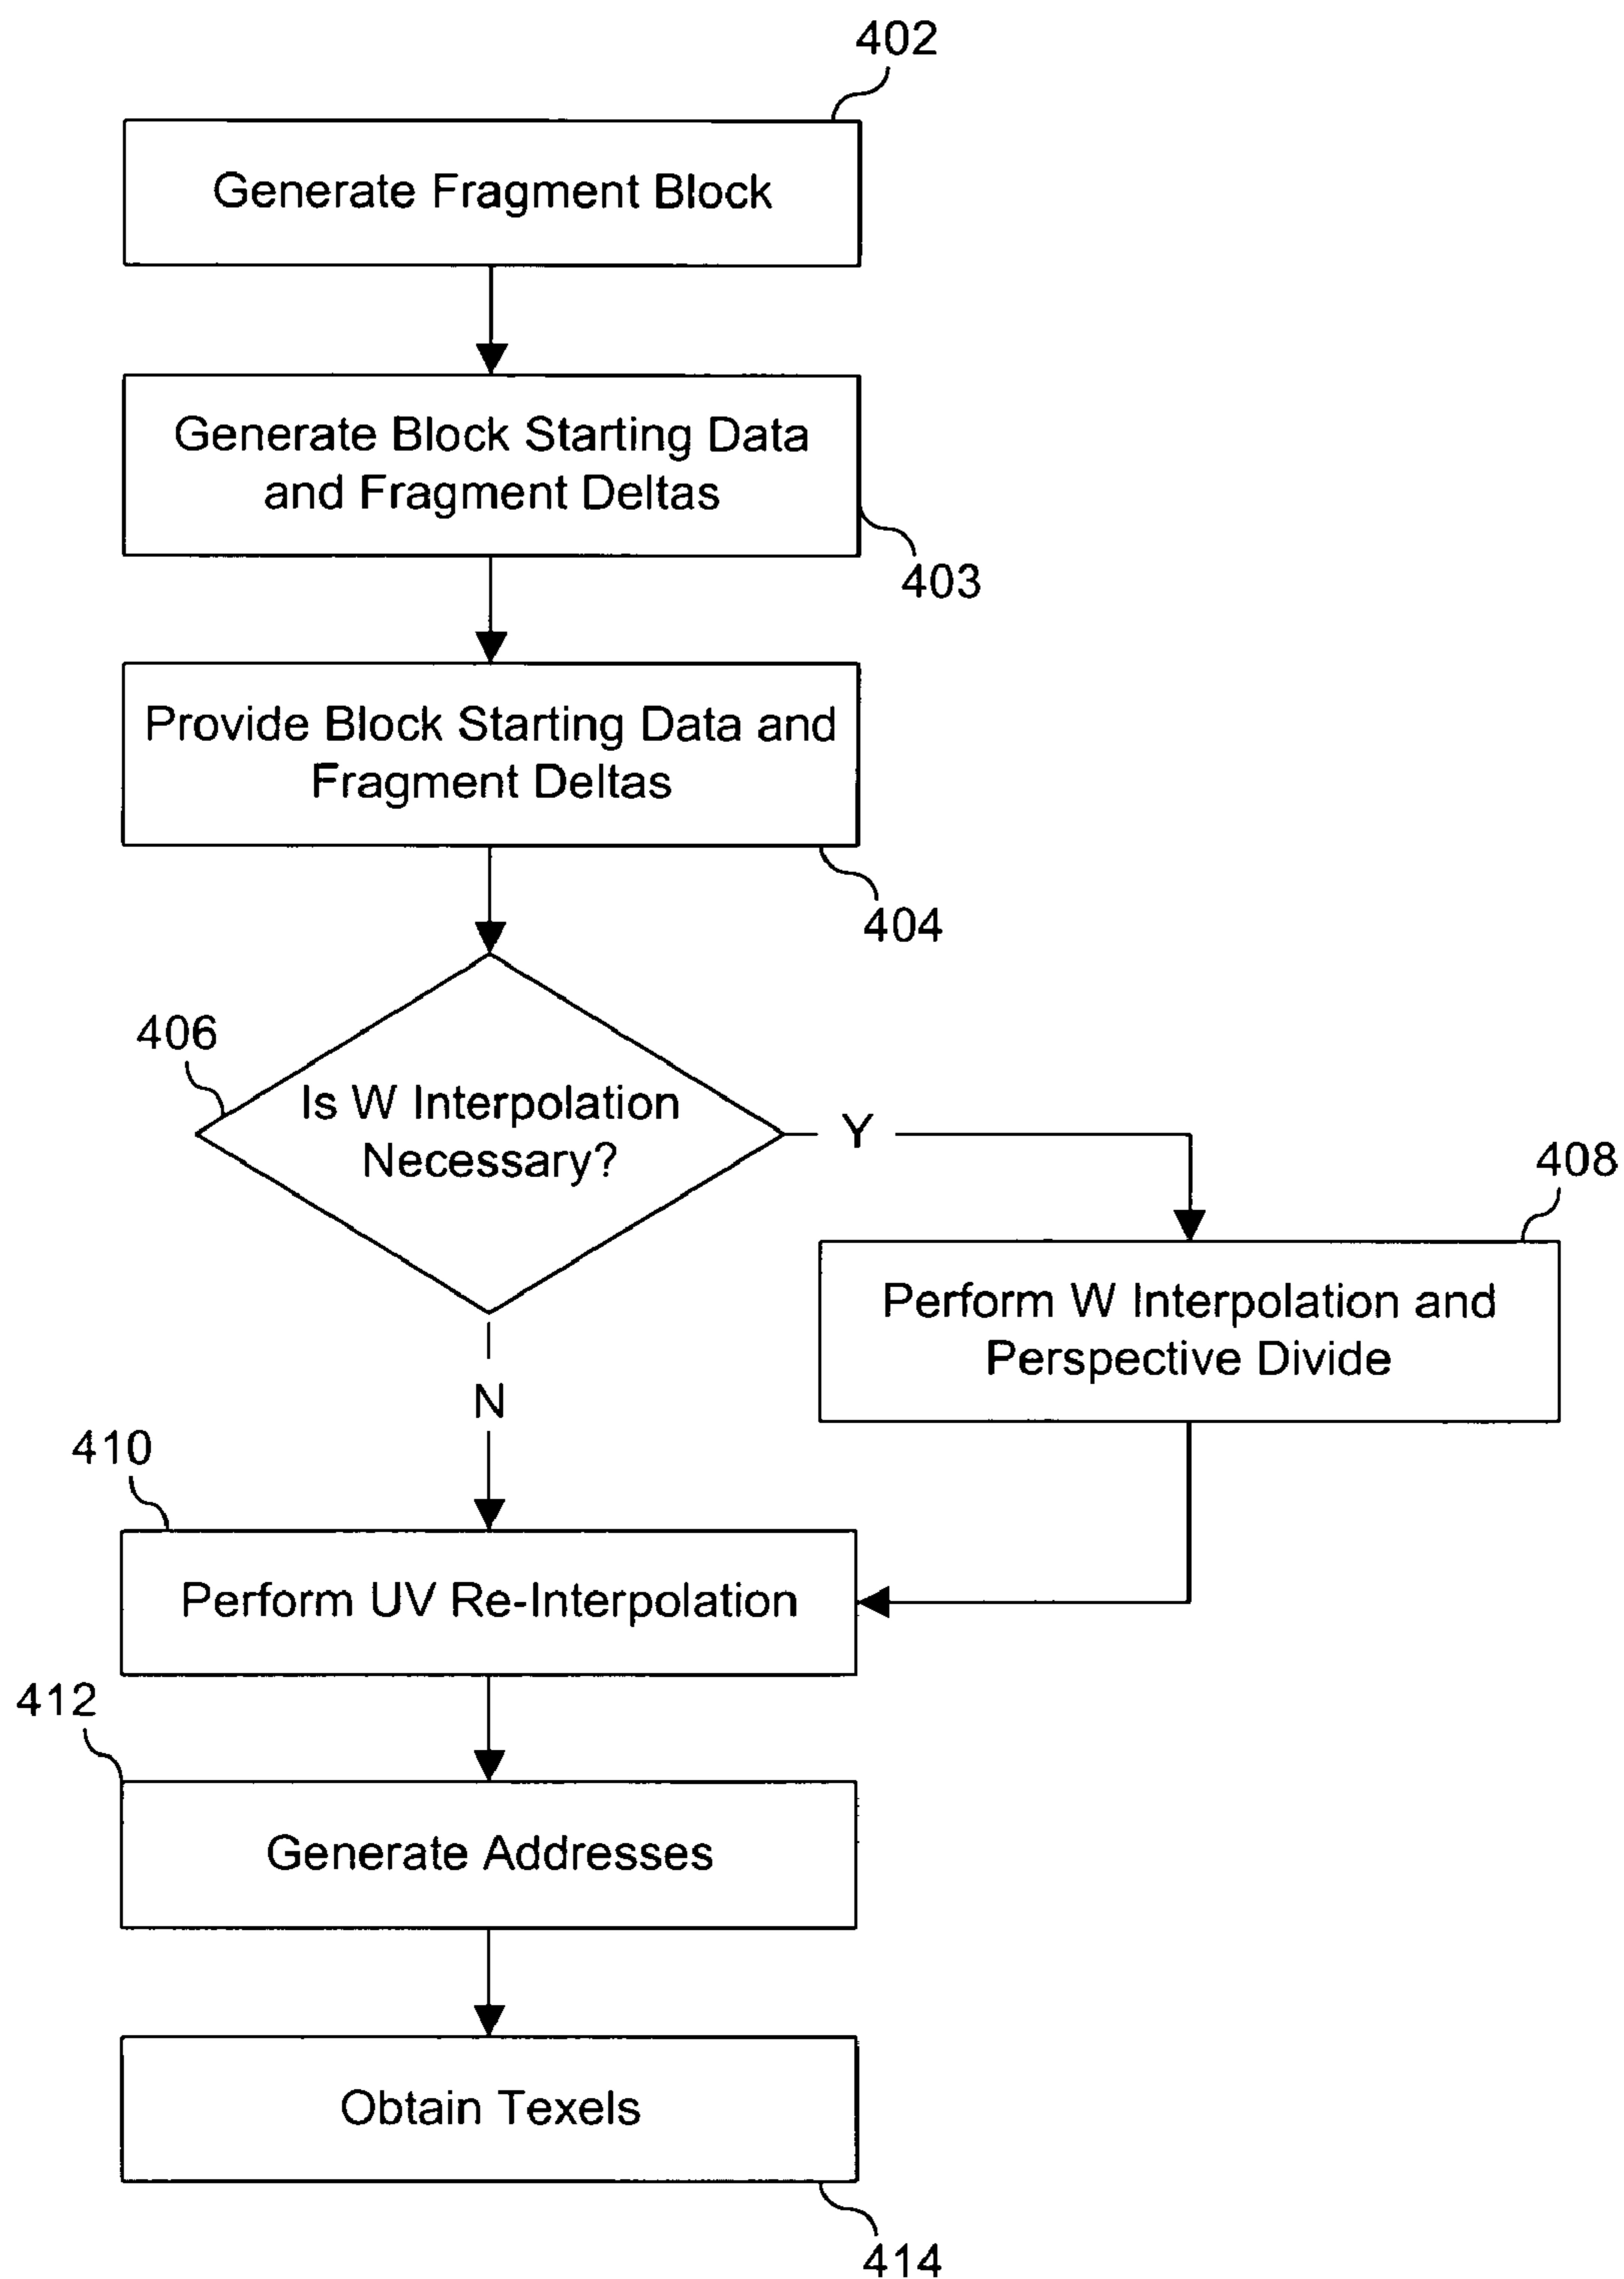 402
Generate Fragment Block
Generate Block Starting Data
and Fragment Deltas
403
Provide Block Starting Data and
Fragment Deltas
404
406
Is W Interpolation
Necessary?
Y
408
Perform W Interpolation and
Perspective Divide
N
410
Perform UV Re-Interpolation
412
Generate Addresses
Obtain Texels
414